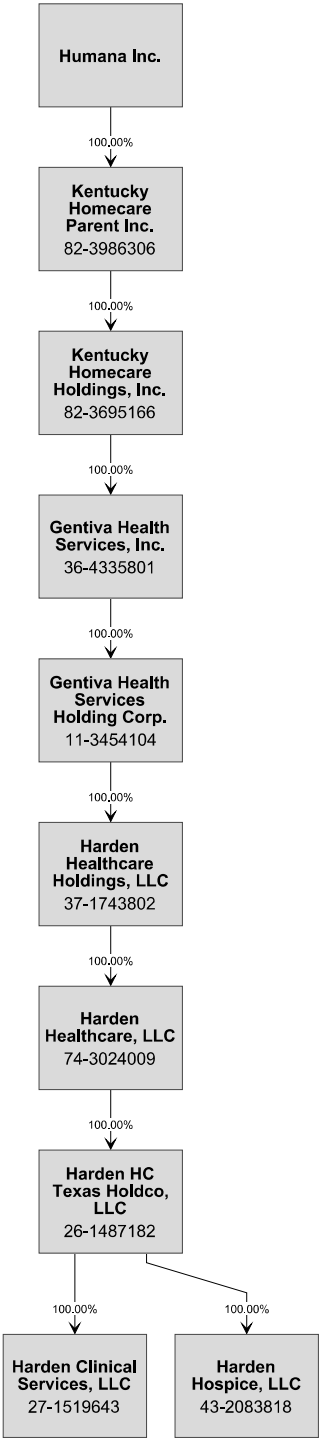 Humana Inc.
100.00%
Kentucky
Homecare
Parent Inc.
82-3986306
100.00%
Kentucky
Homecare
Holdings, Inc.
82-3695166
100.00%
Gentiva Health
Services, Inc.
36-4335801
100.00%
Gentiva Health
Services
Holding Corp.
11-3454104
100.00%
Harden
Healthcare
Holdings, LLC
37-1743802
100.00%
Harden
Healthcare, LLC
74-3024009
100.00%
Harden HC
Texas Holdco,
LLC
26-1487182
100.00%
Harden Clinical
Services, LLC
27-1519643
100.00%
Harden
Hospice, LLC
43-2083818